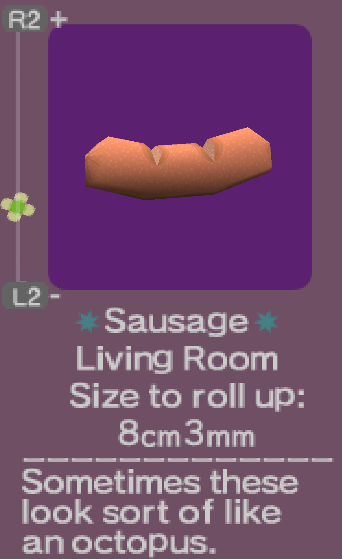 R2 +
L2 -
Sausage
Living Room
Size to roll up:
8cm3mm
Sometimes these
look sort of like
an octopus.